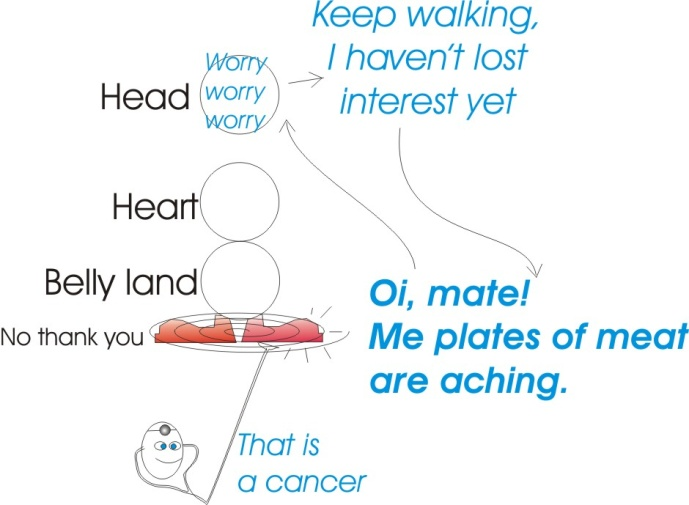 Keep walking,
I haven't lost
interest yet
Worry
worry
worry
Head
Heart
Belly land
No thank you
Oi, mate!
Me plates of meat
are aching.
That is
a cancer